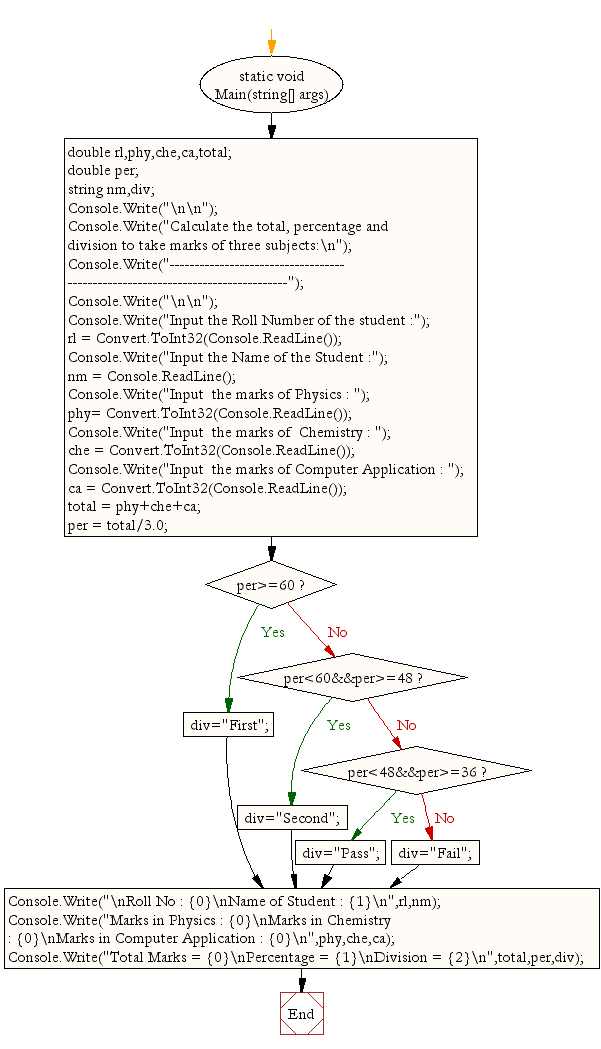 static void
Main(string[] args)
double rl,phy,che,ca,total;
double per;
string nm,div;
Console.Write("\n\n");
Console.Write("Calculate the total, percentage and
division to take marks of three subjects:\n");
Console.Write("-----------------------------------
--------------------------------------------");
Console.Write("\n\n");
Console.Write("Input the Roll Number of the student :");
rl = Convert.ToInt32(Console.ReadLine());
Console.Write("Input the Name of the Student :");
nm = Console.ReadLine();
Console.Write("Input  the marks of Physics : ");
phy= Convert.ToInt32(Console.ReadLine());
Console.Write("Input  the marks of  Chemistry : ");
che = Convert.ToInt32(Console.ReadLine());
Console.Write("Input  the marks of Computer Application : ");
ca = Convert.ToInt32(Console.ReadLine());
total = phy+che+ca;
per = total/3.0;
per>=60 ?
Yes
No
per<60&&per>=48 ?
div="First";
Yes
No
per<48&&per>=36 ?
div="Second";
Yes
No
div="Pass";
div="Fail";
Console.Write("\nRoll No : {0}\nName of Student : {1}\n",rl,nm);
Console.Write("Marks in Physics : {0}\nMarks in Chemistry
: {0}\nMarks in Computer Application : {0}\n",phy,che,ca);
Console.Write("Total Marks = {0}\nPercentage = {1}\nDivision = {2}\n",total,per,div);
End